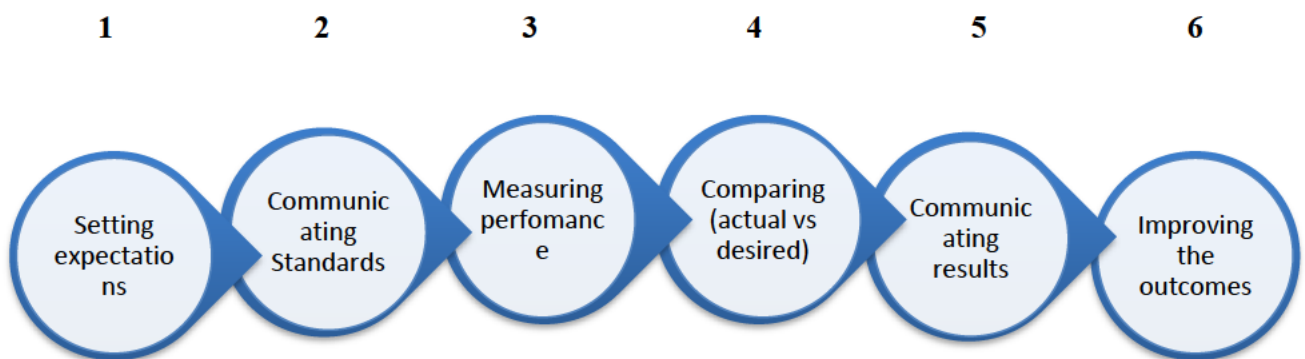 1 2 3 4 5 6
Setting
expectatio
ns
Communic
ating
Standards
Measuring
perfomanc
e
Comparing
(actual vs
desired)
Communic
ating
results
Improving
the
outcomes